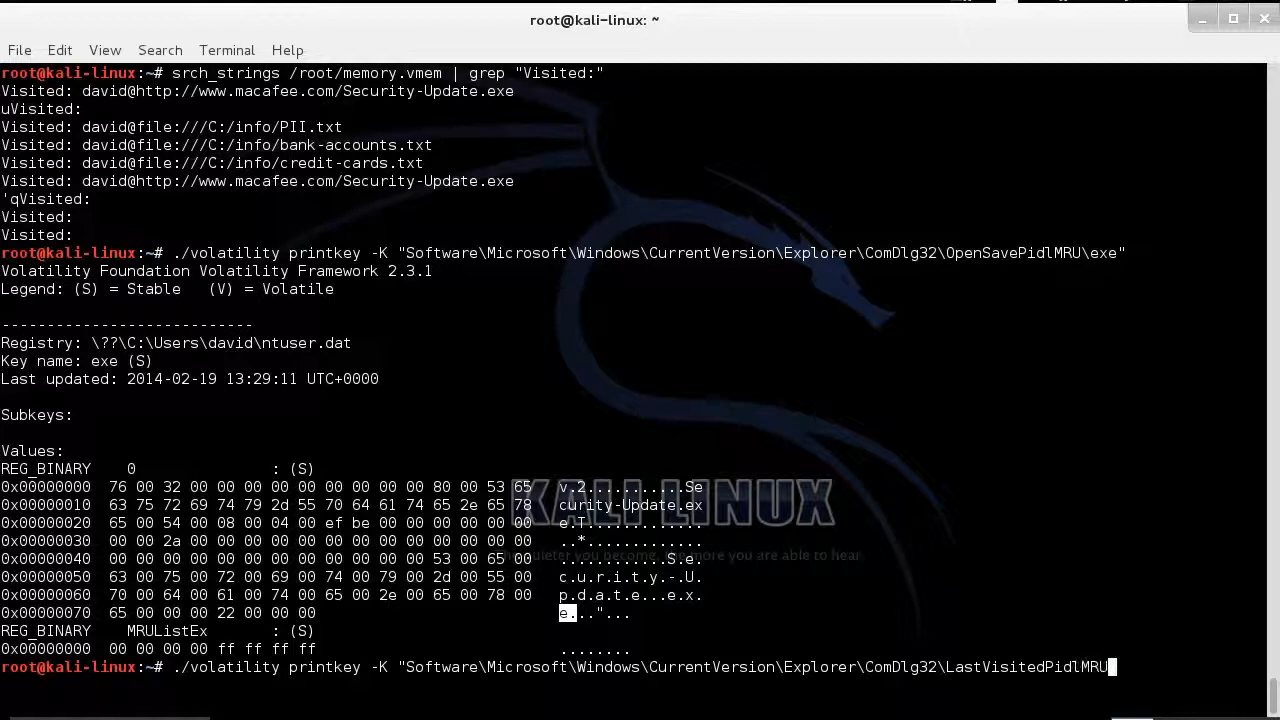 root@kali-linux: ~
File Edit View Search Terminal Help
root@kali-linux:~# srch_strings /root/memory.vmem | grep "Visited:"
Visited: david@http://www.macafee.com/Security-Update.exe
uVisited:
Visited: david@file:///C:/info/PII.txt
Visited: david@file:///C:/info/bank-accounts.txt
Visited: david@file:///C:/info/credit-cards.txt
Visited: david@http://www.macafee.com/Security-Update.exe
'qVisited:
Visited:
Visited:
root@kali-linux:~# ./volatility printkey -K "Software\Microsoft\Windows\CurrentVersion\Explorer\ComDlg32\OpenSavePidlMRU\exe"
Volatility Foundation Volatility Framework 2.3.1
Legend: (S) = Stable   (V) = Volatile
----------------------------
Registry: \??\C:\Users\david\ntuser.dat
Key name: exe (S)
Last updated: 2014-02-19 13:29:11 UTC+0000
Subkeys:
Values:
REG_BINARY    0               : (S)
0x00000000  76 00 32 00 00 00 00 00 00 00 00 00 80 00 53 65   v.2...........Se
0x00000010  63 75 72 69 74 79 2d 55 70 64 61 74 65 2e 65 78   curity-Update.ex
0x00000020  65 00 54 00 08 00 04 00 ef be 00 00 00 00 00 00   e.T.............
0x00000030  00 00 2a 00 00 00 00 00 00 00 00 00 00 00 00 00   ..*.............
0x00000040  00 00 00 00 00 00 00 00 00 00 00 00 53 00 65 00   ............S.e.
0x00000050  63 00 75 00 72 00 69 00 74 00 79 00 2d 00 55 00   c.u.r.i.t.y.-.U.
0x00000060  70 00 64 00 61 00 74 00 65 00 2e 00 65 00 78 00   p.d.a.t.e...e.x.
0x00000070  65 00 00 00 22 00 00 00                           e..."...
REG_BINARY    MRUListEx       : (S)
0x00000000  00 00 00 00 ff ff ff ff                           ........
root@kali-linux:~# ./volatility printkey -K "Software\Microsoft\Windows\CurrentVersion\Explorer\ComDlg32\LastVisitedPidlMRU
KALI LINUX
the quieter you become, the more you are able to hear